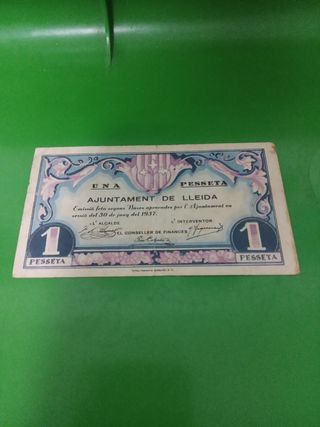 UNA PESSETA
AJUNTAMENT DE LLEIDA
Emissió feta segons Bases aprovades per l'Ajuntament en
sessió del 30 de juny del 1937.
L'ALCALDE L'INTERVENTOR
EL CONSELLER DE FINANCES
1 1
PESSETA PESSETA